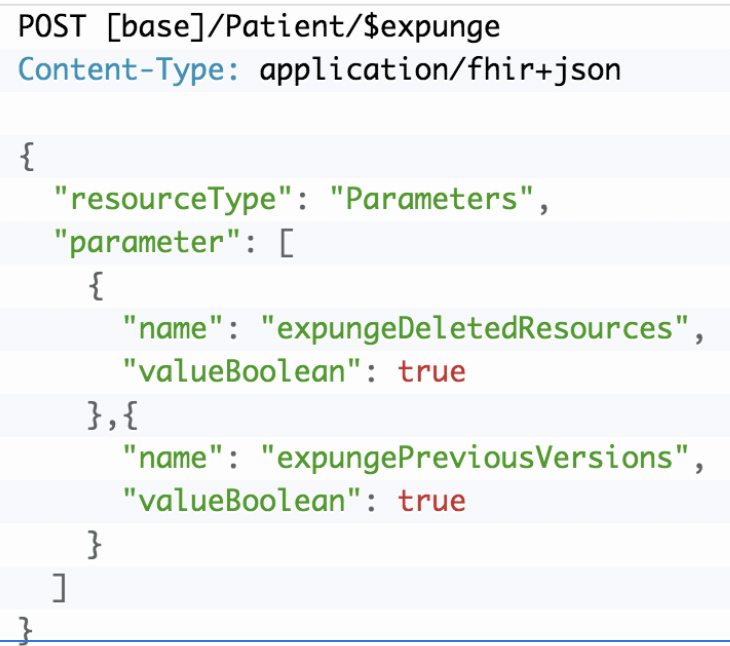 POST [base]/Patient/$expunge
Content-Type: application/fhir+json
{
"resourceType": "Parameters",
"parameter": [
{
"name": "expungeDeletedResources",
"valueBoolean": true
},{
"name": "expungePreviousVersions",
"valueBoolean": true
}
]
}